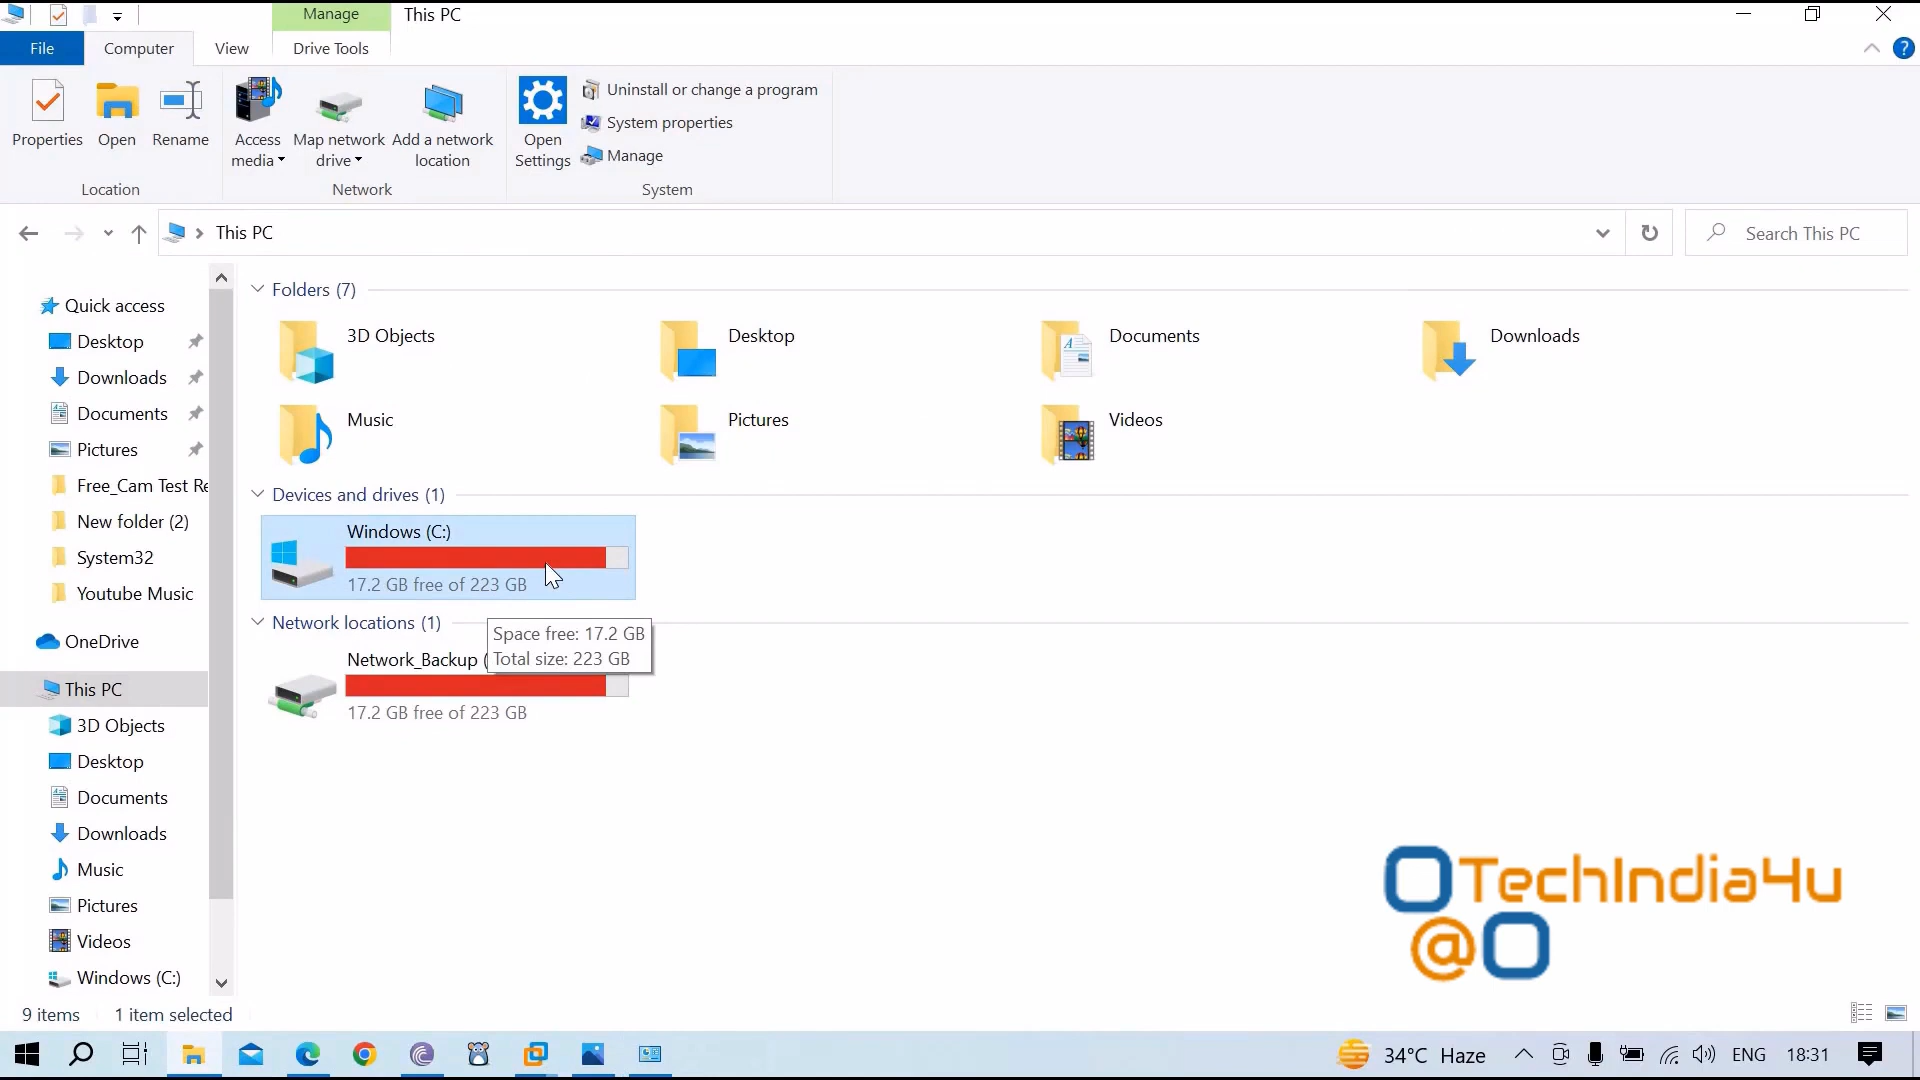 Manage
This PC
File
Computer
View
Drive Tools
Properties
Open
Rename
Access media
Map network drive
Add a network location
Open Settings
Uninstall or change a program
System properties
Manage
Location
Network
System
This PC
Search This PC
Quick access
Desktop
Downloads
Documents
Pictures
Free_Cam Test Re
New folder (2)
System32
Youtube Music
OneDrive
This PC
3D Objects
Desktop
Documents
Downloads
Music
Pictures
Videos
Windows (C:)
Folders (7)
3D Objects
Desktop
Documents
Downloads
Music
Pictures
Videos
Devices and drives (1)
Windows (C:)
17.2 GB free of 223 GB
Network locations (1)
Space free: 17.2 GB
Total size: 223 GB
Network_Backup (
17.2 GB free of 223 GB
TechIndia4u
@
9 items
1 item selected
34°C Haze
ENG
18:31